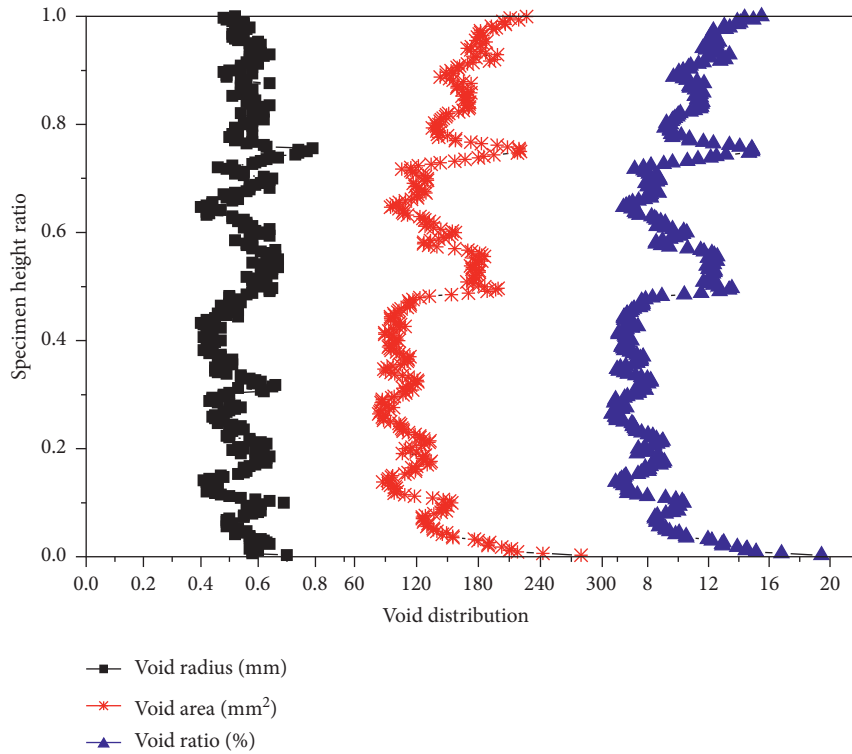 1.0
0.8
0.6
0.4
0.2
0.0
Specimen height ratio
0.0 0.2 0.4 0.6 0.8 60 120 180 240 300 8 12 16 20
Void distribution
Void radius (mm)
Void area (mm²)
Void ratio (%)